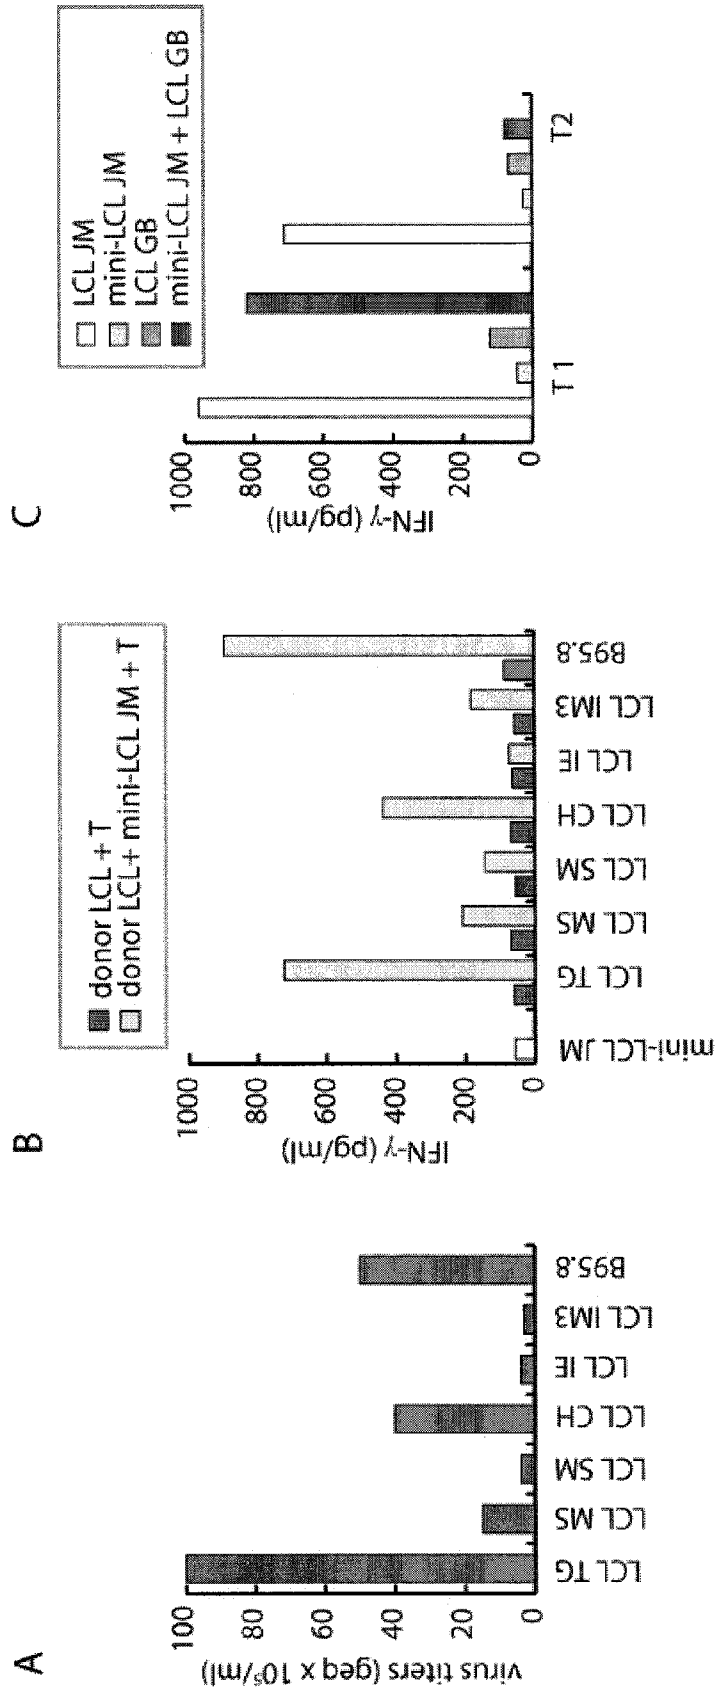 A
virus titers (geq x 10⁶/ml)
100
80
60
40
20
0
LCL TG
LCL MS
LCL SM
LCL CH
LCL IE
LCL IM3
B95.8
B
donor LCL + T
donor LCL+ mini-LCL JM + T
IFN-γ (pg/ml)
1000
800
600
400
200
0
mini-LCL JM
LCL TG
LCL MS
LCL SM
LCL CH
LCL IE
LCL IM3
B95.8
C
LCL JM
mini-LCL JM
LCL GB
mini-LCL JM + LCL GB
IFN-γ (pg/ml)
1000
800
600
400
200
0
T 1
T2